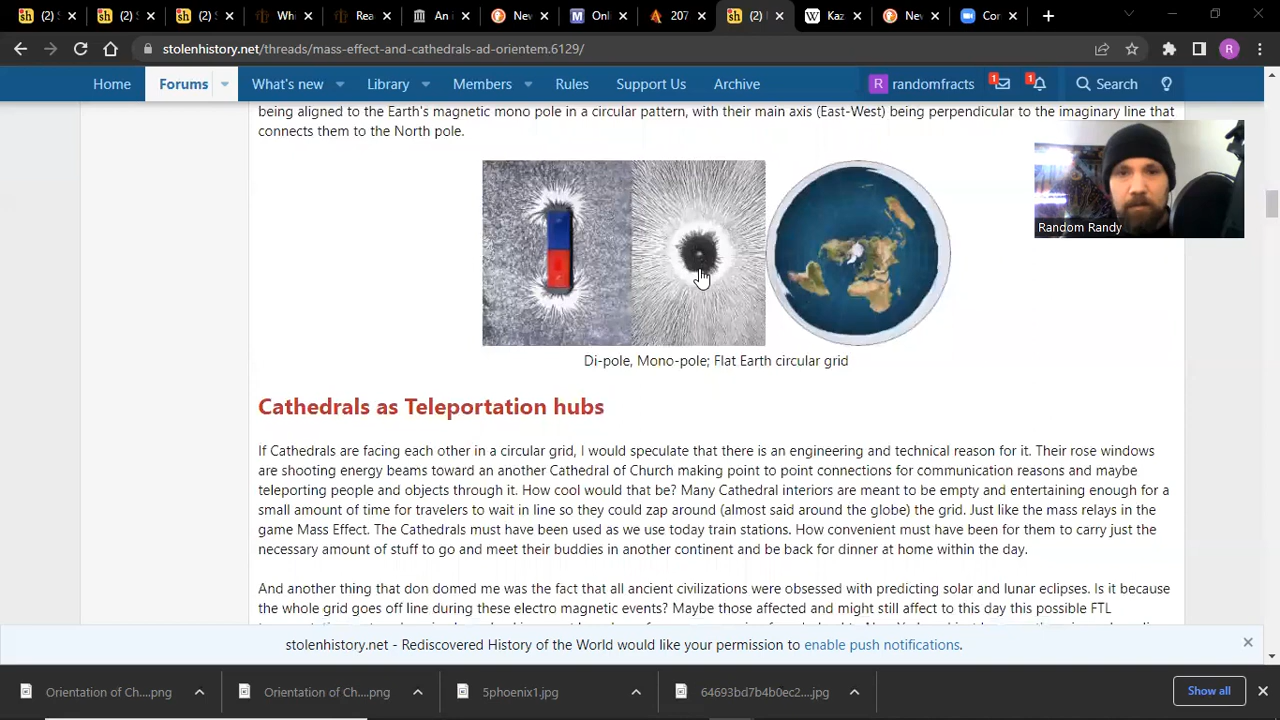 (2) S
(2) S
(2) S
Whi
Rea
An i
Nev
Onli
207
(2)
Kaz
Nev
Con
stolenhistory.net/threads/mass-effect-and-cathedrals-ad-orientem.6129/
R
Home Forums What's new Library Members Rules Support Us Archive R randomfracts 1 1 Search
being aligned to the Earth's magnetic mono pole in a circular pattern, with their main axis (East-West) being perpendicular to the imaginary line that
connects them to the North pole.
Random Randy
Di-pole, Mono-pole; Flat Earth circular grid
Cathedrals as Teleportation hubs
If Cathedrals are facing each other in a circular grid, I would speculate that there is an engineering and technical reason for it. Their rose windows
are shooting energy beams toward an another Cathedral of Church making point to point connections for communication reasons and maybe
teleporting people and objects through it. How cool would that be? Many Cathedral interiors are meant to be empty and entertaining enough for a
small amount of time for travelers to wait in line so they could zap around (almost said around the globe) the grid. Just like the mass relays in the
game Mass Effect. The Cathedrals must have been used as we use today train stations. How convenient must have been for them to carry just the
necessary amount of stuff to go and meet their buddies in another continent and be back for dinner at home within the day.
And another thing that don domed me was the fact that all ancient civilizations were obsessed with predicting solar and lunar eclipses. Is it because
the whole grid goes off line during these electro magnetic events? Maybe those affected and might still affect to this day this possible FTL
stolenhistory.net - Rediscovered History of the World would like your permission to enable push notifications.
Orientation of Ch....png
Orientation of Ch....png
5phoenix1.jpg
64693bd7b4b0ec2....jpg
Show all